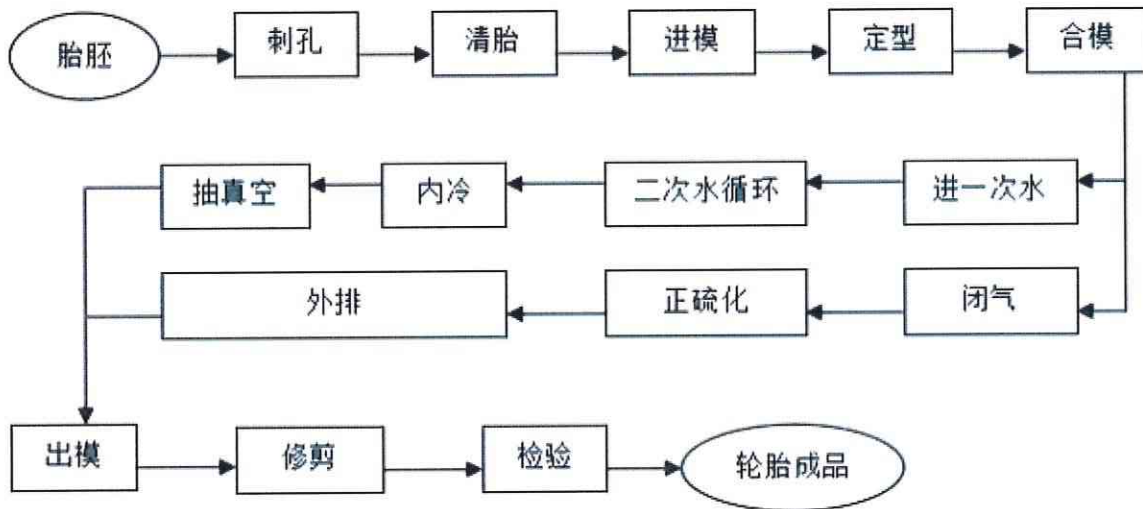 胎胚 刺孔 清胎 进模 定型 合模
抽真空 内冷 二次水循环 进一次水
外排 正硫化 闭气
出模 修剪 检验 轮胎成品